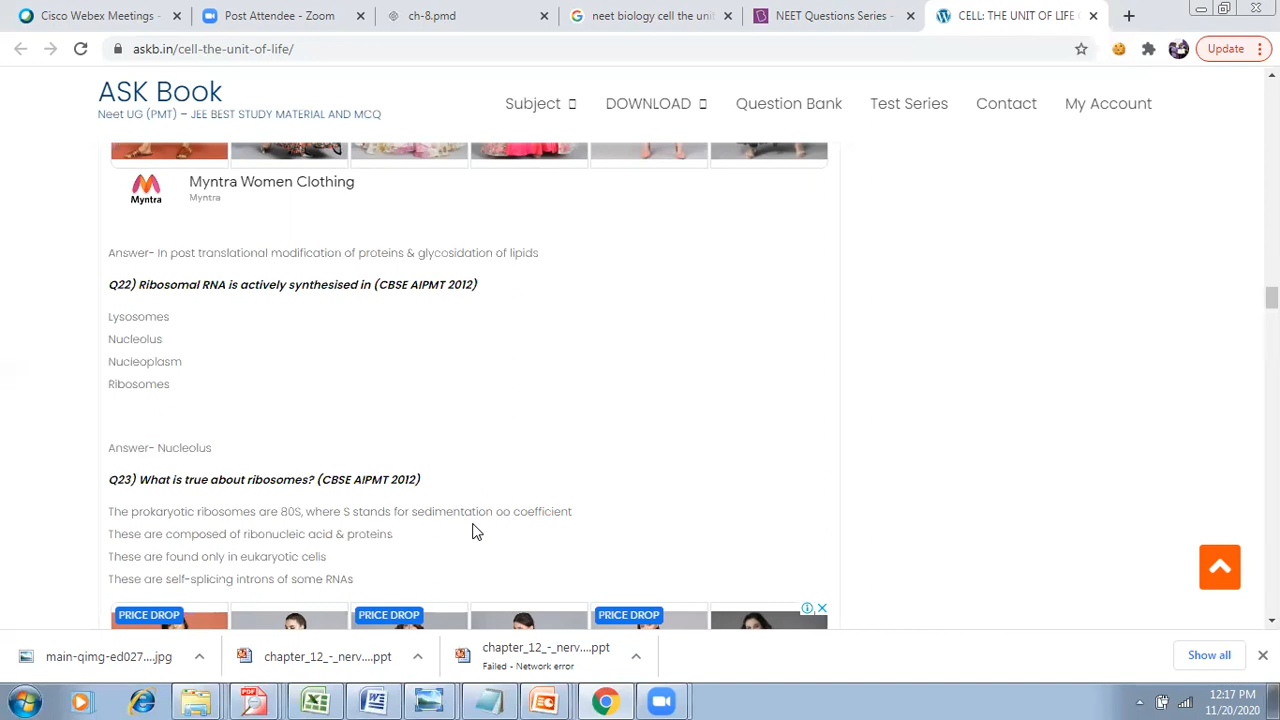 Cisco Webex Meetings -
Post Attendee - Zoom
ch-8.pmd
neet biology cell the unit
NEET Questions Series -
CELL: THE UNIT OF LIFE
askb.in/cell-the-unit-of-life/
Update
ASK Book
Neet UG (PMT) – JEE BEST STUDY MATERIAL AND MCQ
Subject
DOWNLOAD
Question Bank
Test Series
Contact
My Account
Myntra
Myntra Women Clothing
Myntra
Answer- In post translational modification of proteins & glycosidation of lipids
Q22) Ribosomal RNA is actively synthesised in (CBSE AIPMT 2012)
Lysosomes
Nucleolus
Nucieoplasm
Ribosomes
Answer- Nucleolus
Q23) What is true about ribosomes? (CBSE AIPMT 2012)
The prokaryotic ribosomes are 80S, where S stands for sedimentation oo coefficient
These are composed of ribonucleic acid & proteins
These are found only in eukaryotic cells
These are self-splicing introns of some RNAs
PRICE DROP
PRICE DROP
PRICE DROP
main-qimg-ed027....jpg
chapter_12_-_nerv....ppt
chapter_12_-_nerv....ppt
Failed - Network error
Show all
12:17 PM
11/20/2020